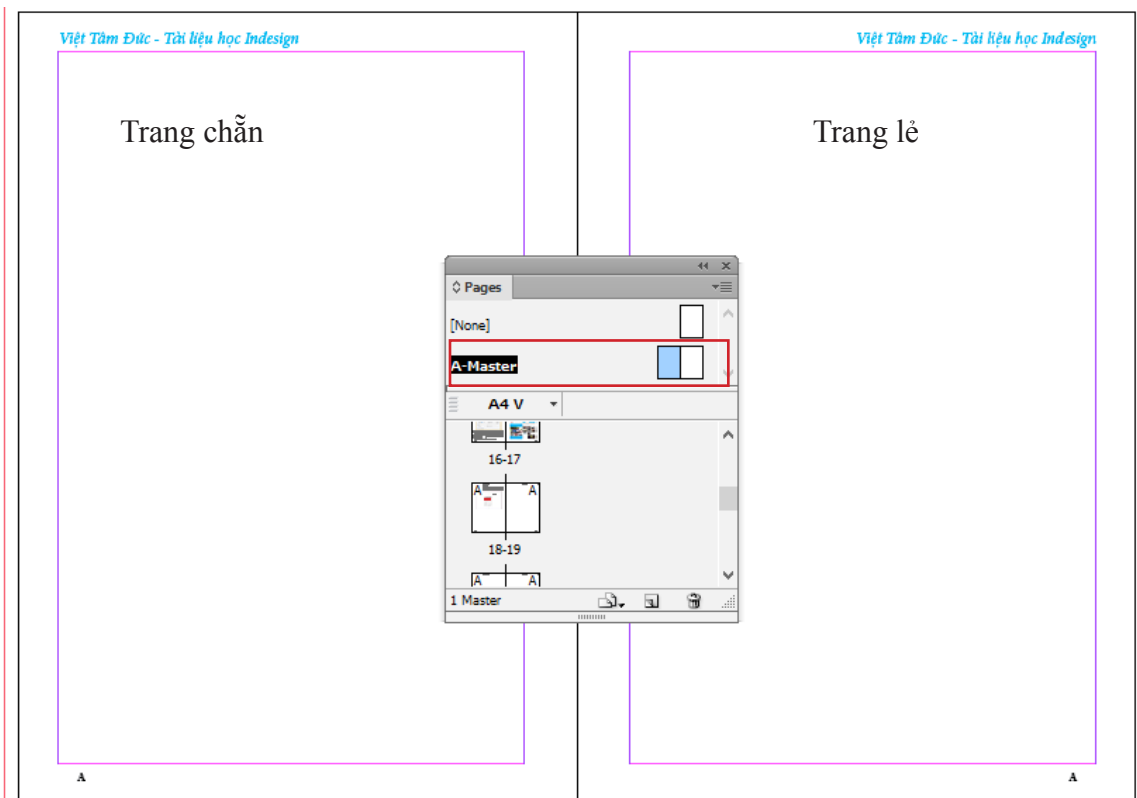 Việt Tâm Đức - Tài liệu học Indesign
Việt Tâm Đức - Tài liệu học Indesign
Trang chẵn
Trang lẻ
Pages
[None]
A-Master
A4 V
16-17
A A
18-19
A A
1 Master
A
A